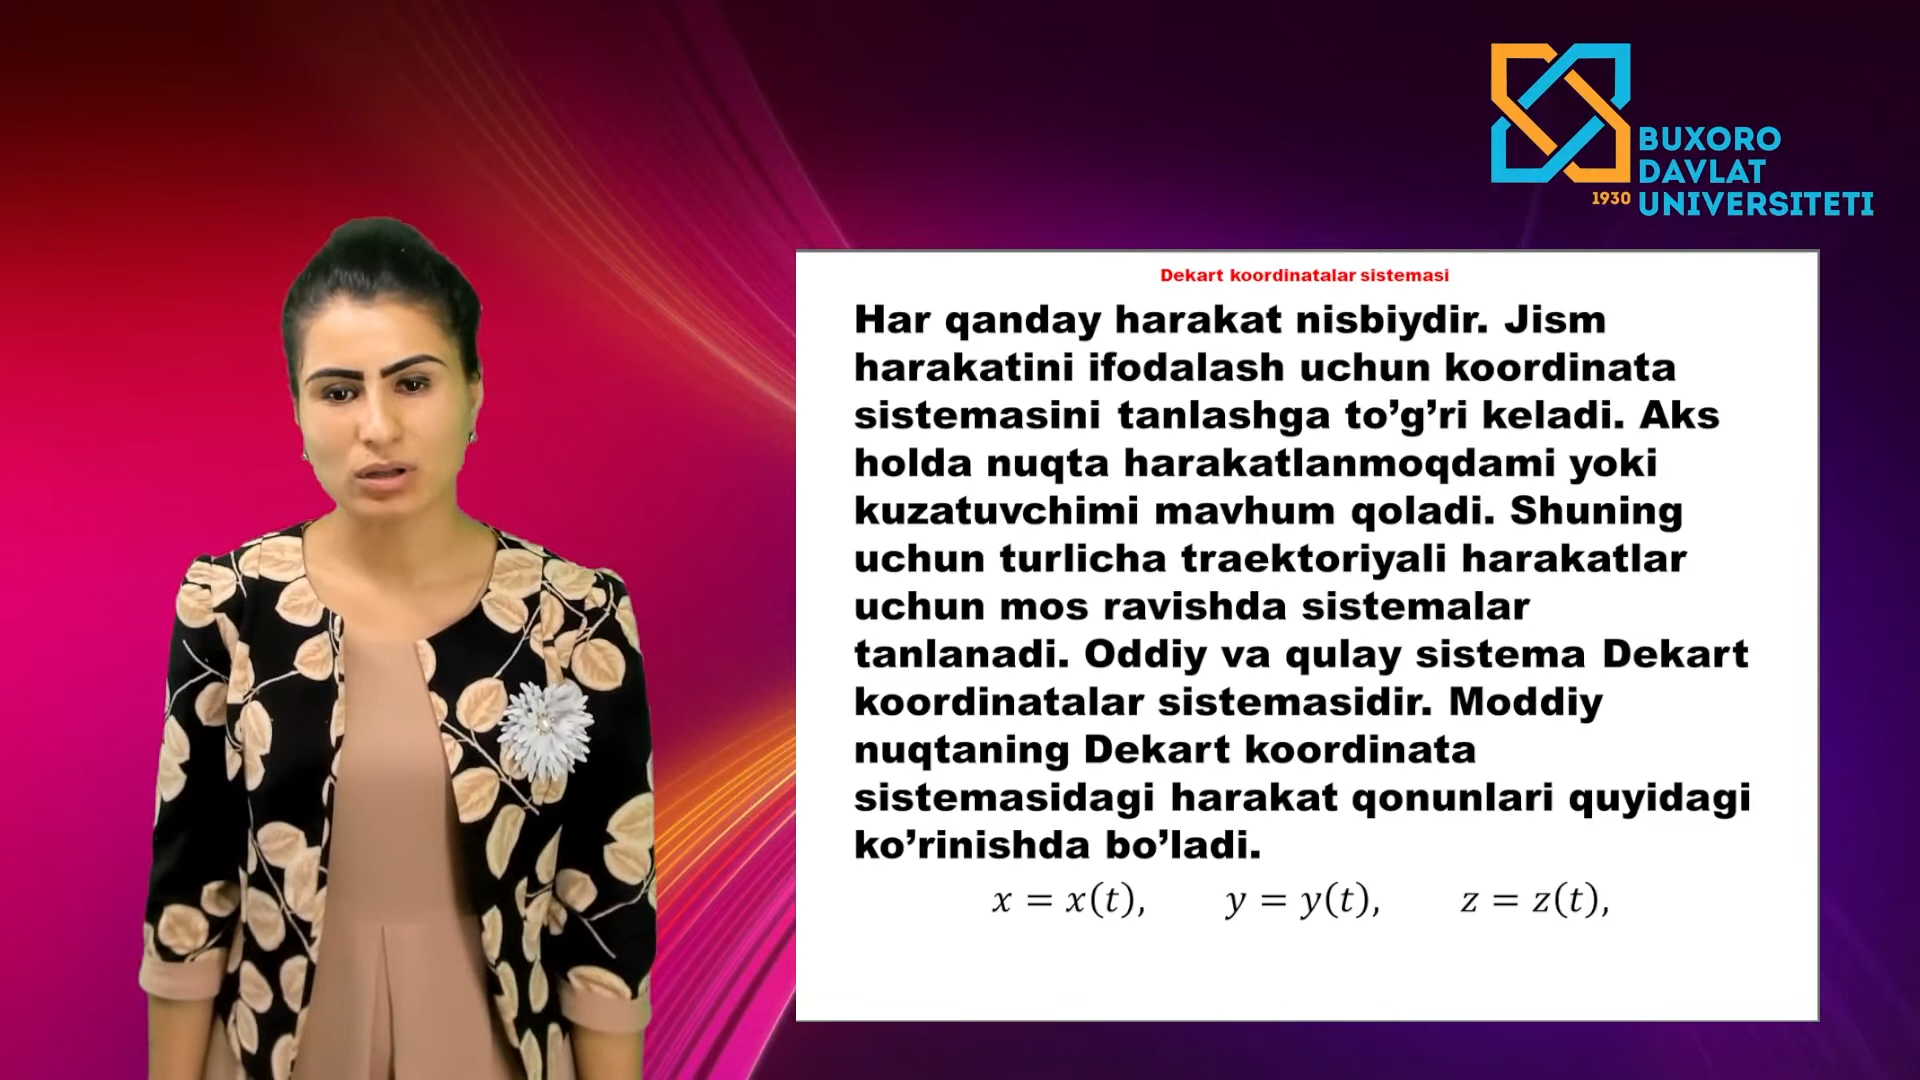 BUXORO
DAVLAT
1930 UNIVERSITETI
Dekart koordinatalar sistemasi
Har qanday harakat nisbiydir. Jism
harakatini ifodalash uchun koordinata
sistemasini tanlashga to’g’ri keladi. Aks
holda nuqta harakatlanmoqdami yoki
kuzatuvchimi mavhum qoladi. Shuning
uchun turlicha traektoriyali harakatlar
uchun mos ravishda sistemalar
tanlanadi. Oddiy va qulay sistema Dekart
koordinatalar sistemasidir. Moddiy
nuqtaning Dekart koordinata
sistemasidagi harakat qonunlari quyidagi
ko’rinishda bo’ladi.
x = x(t), y = y(t), z = z(t),